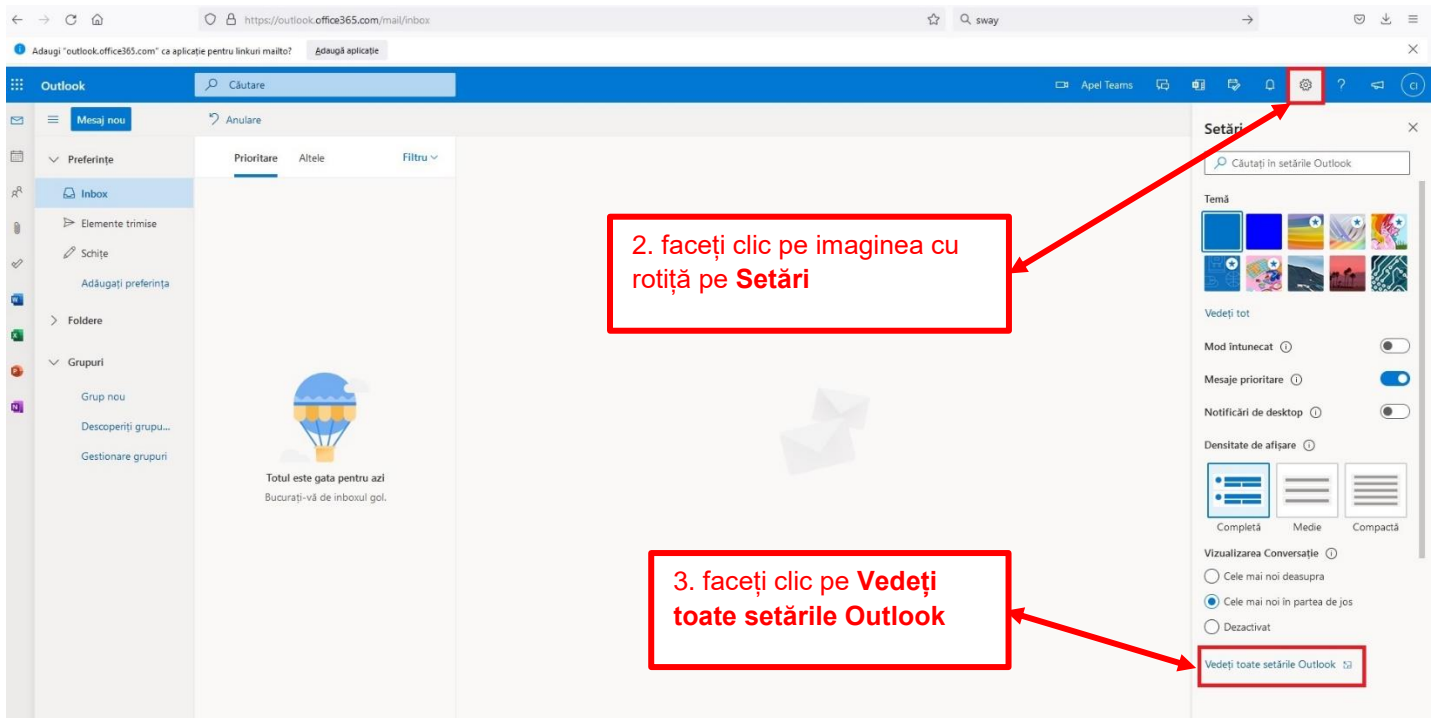 https://outlook.office365.com/mail/inbox
sway
Adaugi "outlook.office365.com" ca aplicație pentru linkuri mailto?
Adaugă aplicație
Outlook
Căutare
Apel Teams
CI
Mesaj nou
Anulare
Preferințe
Inbox
Elemente trimise
Schițe
Adăugați preferința
Foldere
Grupuri
Grup nou
Descoperiți grupu...
Gestionare grupuri
Prioritare
Altele
Filtru
Totul este gata pentru azi
Bucurați-vă de inboxul gol.
2. faceți clic pe imaginea cu
rotiță pe Setări
3. faceți clic pe Vedeți
toate setările Outlook
Setări
Căutați în setările Outlook
Temă
Vedeți tot
Mod întunecat
Mesaje prioritare
Notificări de desktop
Densitate de afișare
Completă
Medie
Compactă
Vizualizarea Conversație
Cele mai noi deasupra
Cele mai noi în partea de jos
Dezactivat
Vedeți toate setările Outlook